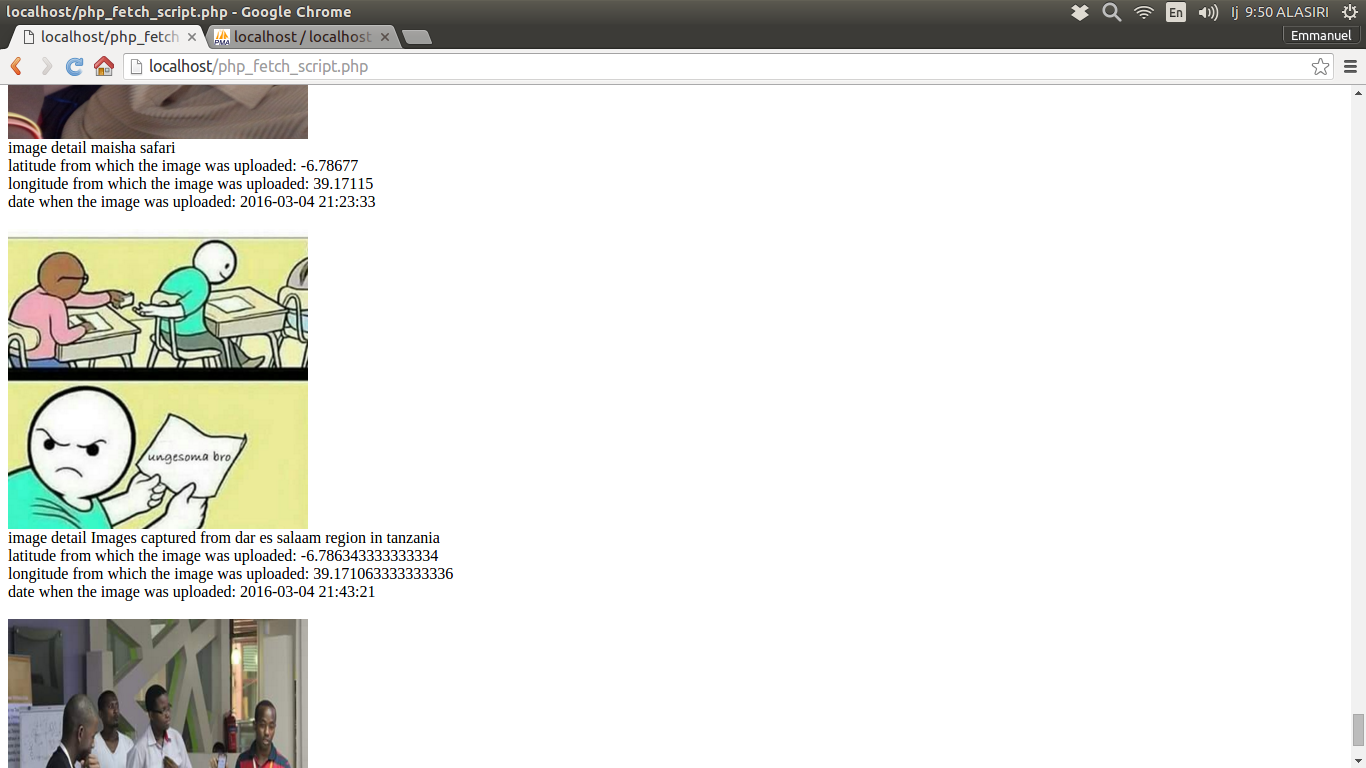 localhost/php_fetch_script.php - Google Chrome
En
Ij 9:50 ALASIRI
localhost/php_fetch
PMA
localhost / localhost
Emmanuel
localhost/php_fetch_script.php
image detail maisha safari
latitude from which the image was uploaded: -6.78677
longitude from which the image was uploaded: 39.17115
date when the image was uploaded: 2016-03-04 21:23:33
ungesoma bro
image detail Images captured from dar es salaam region in tanzania
latitude from which the image was uploaded: -6.786343333333334
longitude from which the image was uploaded: 39.171063333333336
date when the image was uploaded: 2016-03-04 21:43:21